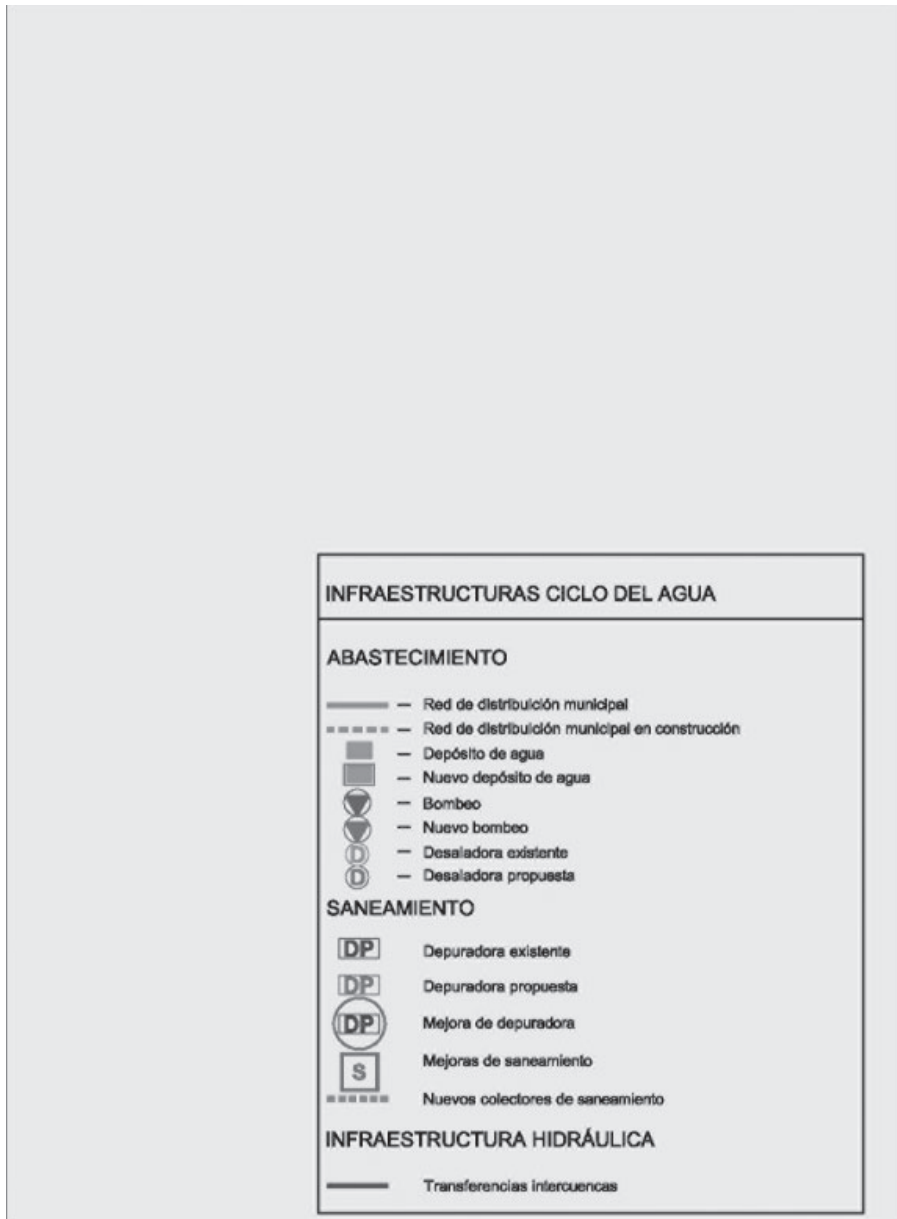 INFRAESTRUCTURAS CICLO DEL AGUA
ABASTECIMIENTO
— Red de distribuición municipal
— Red de distribuición municipal en construcción
— Depósito de agua
— Nuevo depósito de agua
— Bombeo
— Nuevo bombeo
D — Desaladora existente
D — Desaladora propuesta
SANEAMIENTO
DP Depuradora existente
DP Depuradora propuesta
DP Mejora de depuradora
S Mejoras de saneamiento
Nuevos colectores de saneamiento
INFRAESTRUCTURA HIDRÁULICA
Transferencias intercuencas